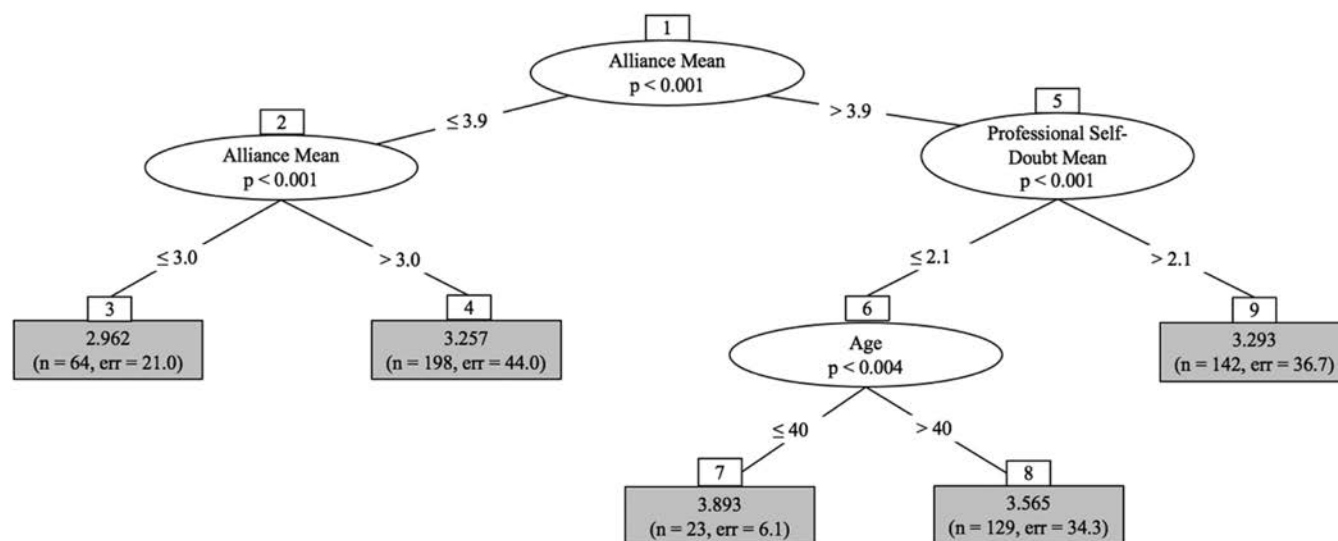 1
Alliance Mean
p < 0.001
≤ 3.9
> 3.9
2
Alliance Mean
p < 0.001
5
Professional Self-
Doubt Mean
p < 0.001
≤ 3.0
> 3.0
≤ 2.1
> 2.1
3
2.962
(n = 64, err = 21.0)
4
3.257
(n = 198, err = 44.0)
6
Age
p < 0.004
9
3.293
(n = 142, err = 36.7)
≤ 40
> 40
7
3.893
(n = 23, err = 6.1)
8
3.565
(n = 129, err = 34.3)